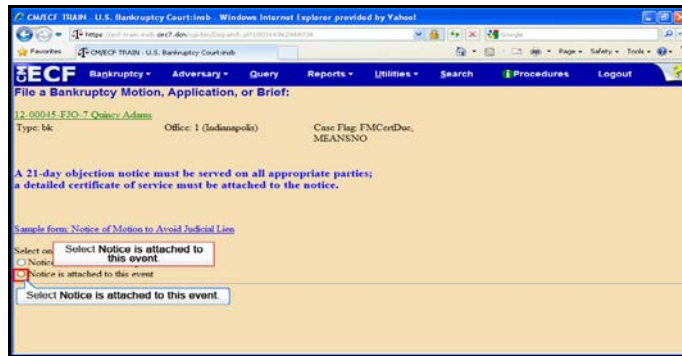 CM/ECF TRAIN - U.S. Bankruptcy Court:insb - Windows Internet Explorer provided by Yahoo!
Google
Favorites CM/ECF TRAIN - U.S. Bankruptcy Court:insb Page Safety Tools
ECF Bankruptcy Adversary Query Reports Utilities Search Procedures Logout
File a Bankruptcy Motion, Application, or Brief:
12-00045-FJO-7 Quincy Adams
Type: bk Office: 1 (Indianapolis) Case Flag: FMCertDue,
MEANSNO
A 21-day objection notice must be served on all appropriate parties;
a detailed certificate of service must be attached to the notice.
Sample form: Notice of Motion to Avoid Judicial Lien
Select
Select Notice is attached to
this event.
Notice is attached to this event
Select Notice is attached to this event.